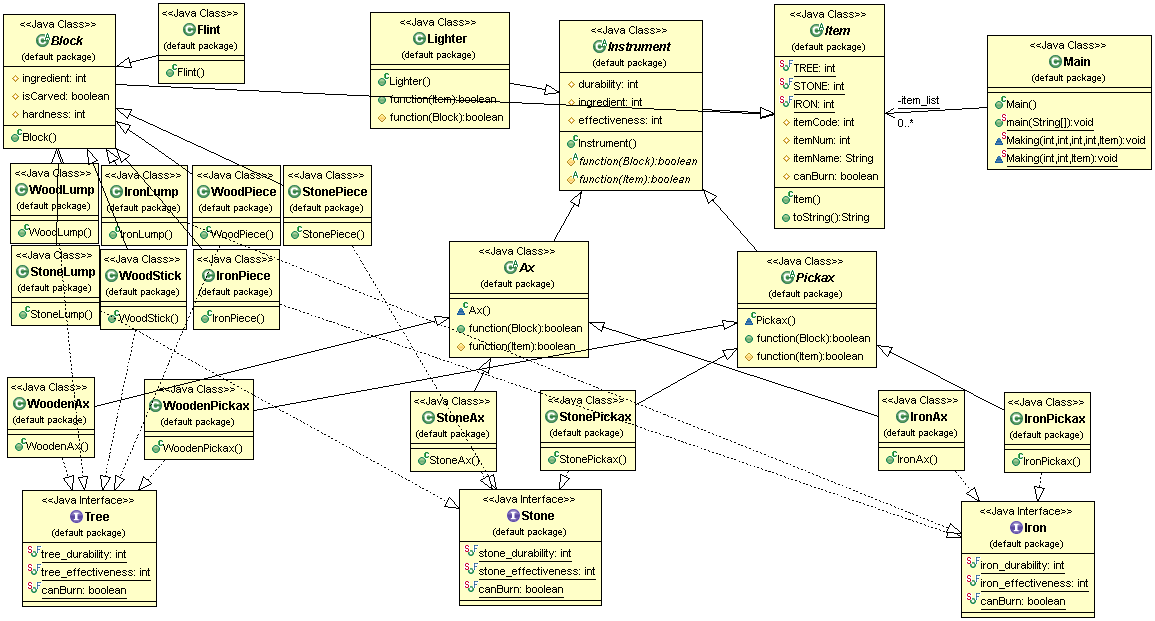 <<Java Class>>
Block
(default package)
ingredient: int
isCarved: boolean
hardness: int
Block()
<<Java Class>>
Flint
(default package)
Flint()
<<Java Class>>
Lighter
(default package)
Lighter()
function(Item):boolean
function(Block):boolean
<<Java Class>>
Instrument
(default package)
durability: int
ingredient: int
effectiveness: int
Instrument()
function(Block):boolean
function(Item):boolean
<<Java Class>>
Item
(default package)
TREE: int
STONE: int
IRON: int
itemCode: int
itemNum: int
itemName: String
canBurn: boolean
Item()
toString():String
-item_list
0..*
<<Java Class>>
Main
(default package)
Main()
main(String[]):void
Making(int,int,int,int,Item):void
Making(int,int,Item):void
<<Java Class>>
WoodLump
(default package)
WoodLump()
<<Java Class>>
IronLump
(default package)
IronLump()
<<Java Class>>
WoodPiece
(default package)
WoodPiece()
<<Java Class>>
StonePiece
(default package)
StonePiece()
<<Java Class>>
StoneLump
(default package)
StoneLump()
<<Java Class>>
WoodStick
(default package)
WoodStick()
<<Java Class>>
IronPiece
(default package)
IronPiece()
<<Java Class>>
Ax
(default package)
Ax()
function(Block):boolean
function(Item):boolean
<<Java Class>>
Pickax
(default package)
Pickax()
function(Block):boolean
function(Item):boolean
<<Java Class>>
WoodenAx
(default package)
WoodenAx()
<<Java Class>>
WoodenPickax
(default package)
WoodenPickax()
<<Java Class>>
StoneAx
(default package)
StoneAx()
<<Java Class>>
StonePickax
(default package)
StonePickax()
<<Java Class>>
IronAx
(default package)
IronAx()
<<Java Class>>
IronPickax
(default package)
IronPickax()
<<Java Interface>>
Tree
(default package)
tree_durability: int
tree_effectiveness: int
canBurn: boolean
<<Java Interface>>
Stone
(default package)
stone_durability: int
stone_effectiveness: int
canBurn: boolean
<<Java Interface>>
Iron
(default package)
iron_durability: int
iron_effectiveness: int
canBurn: boolean